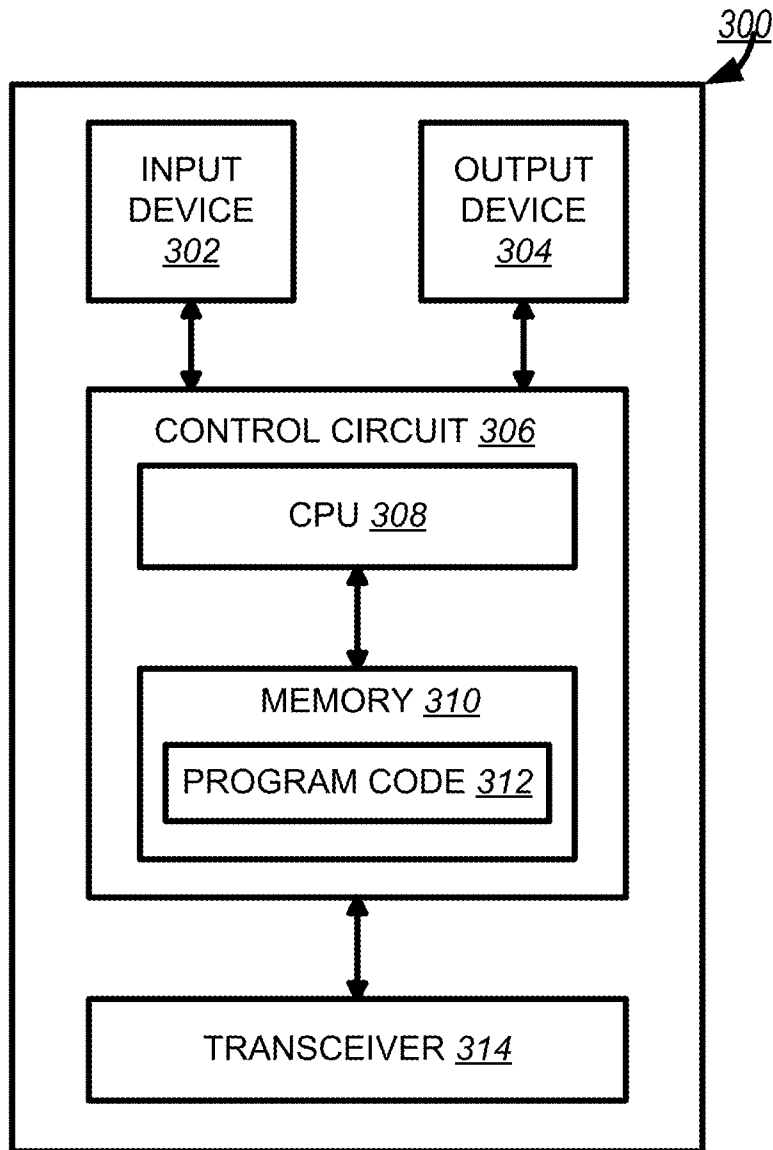 300
INPUT
DEVICE
302
OUTPUT
DEVICE
304
CONTROL CIRCUIT 306
CPU 308
MEMORY 310
PROGRAM CODE 312
TRANSCEIVER 314